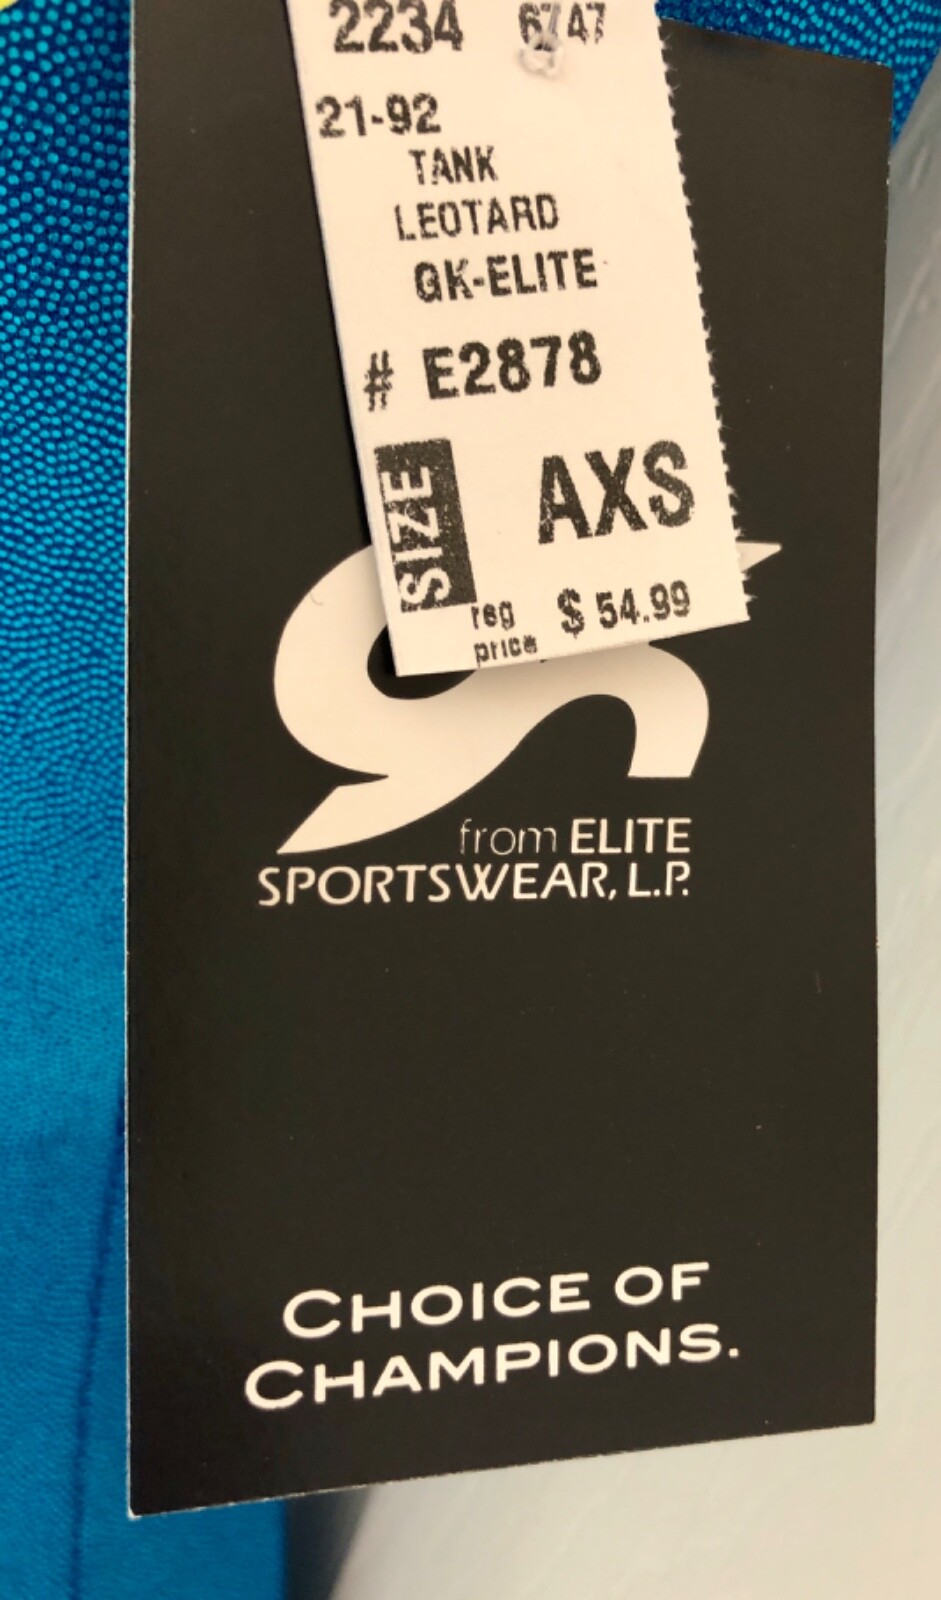 2234 6747
21-92
TANK
LEOTARD
GK-ELITE
# E2878
SIZE AXS
reg price $ 54.99
from ELITE
SPORTSWEAR, L.P.
CHOICE OF
CHAMPIONS.